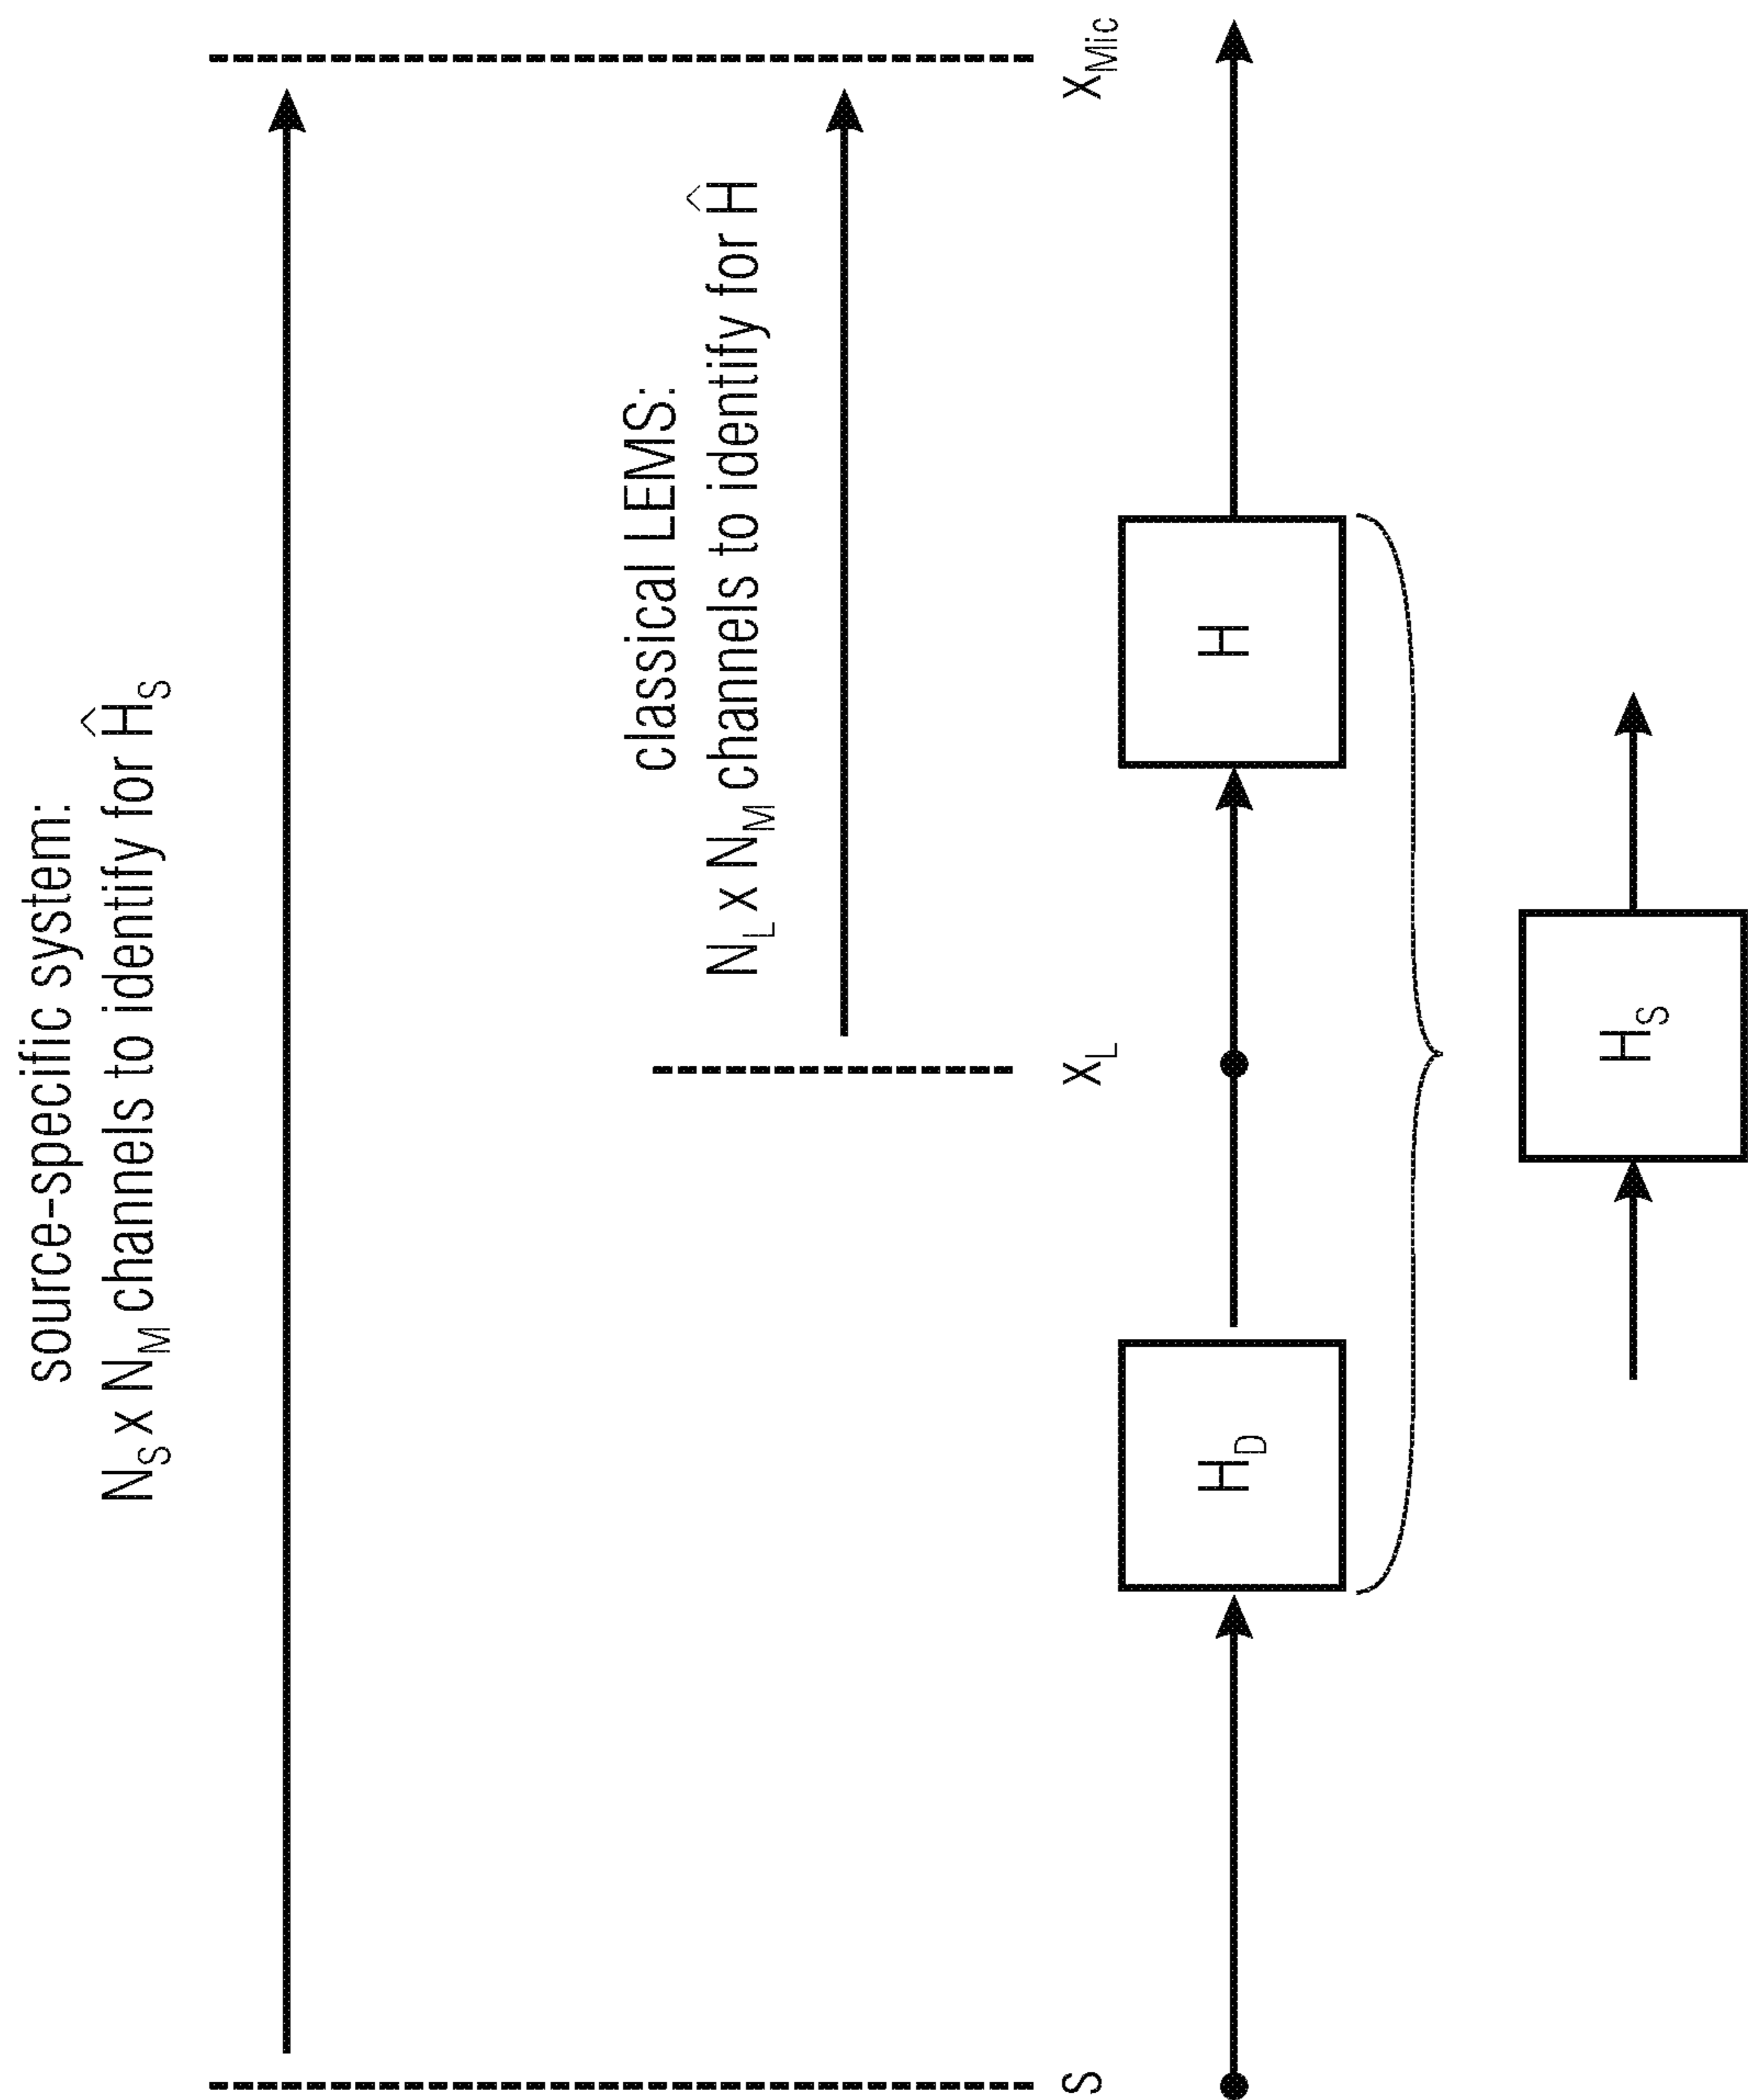 source-specific system:
N_S x N_M channels to identify for Ĥ_S
classical LEMS:
N_L x N_M channels to identify for Ĥ
S
x_L
x_Mic
H_D
H
H_S